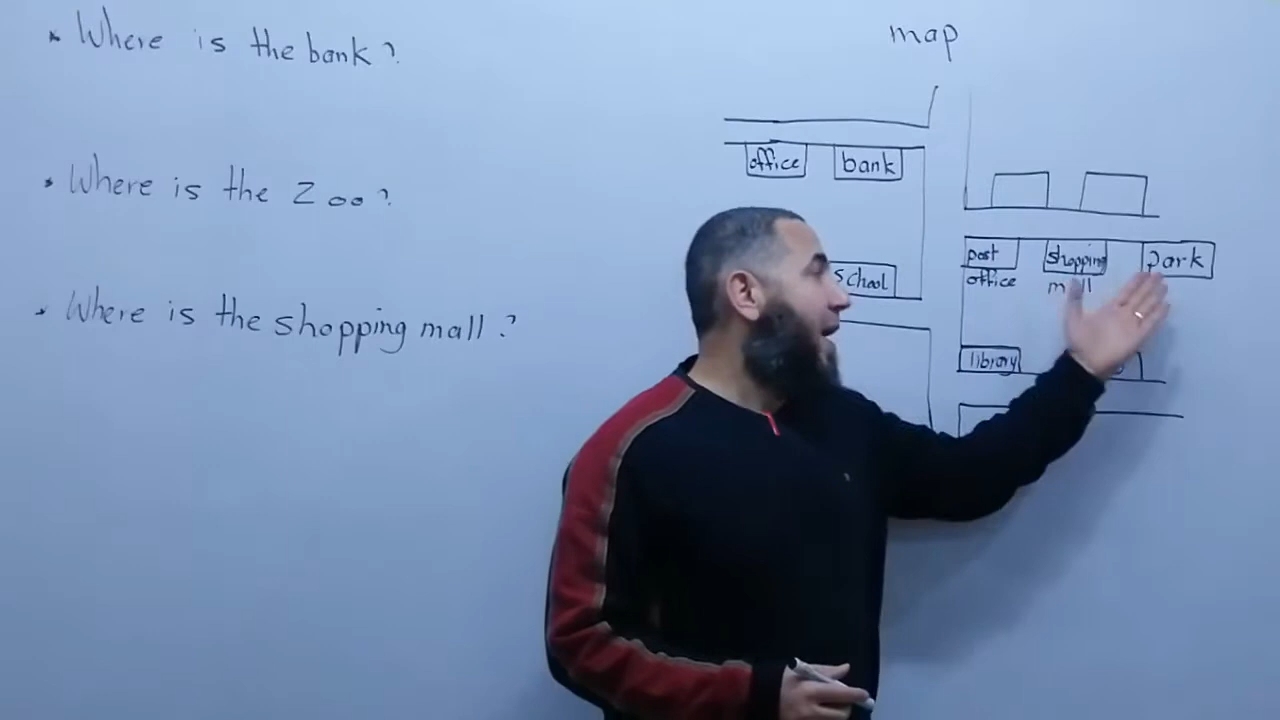 * Where is the bank?
* Where is the Zoo?
* Where is the shopping mall?
map
office
bank
school
post
office
shopping
mall
park
library